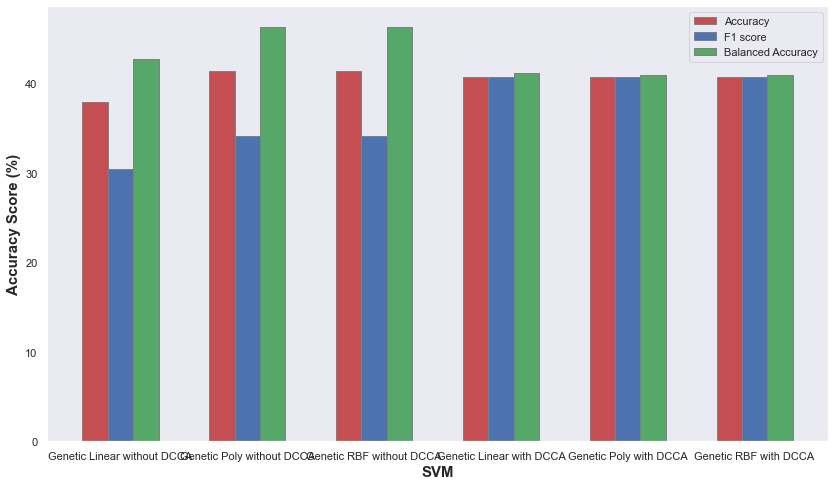 Accuracy
F1 score
Balanced Accuracy
Accuracy Score (%)
40
30
20
10
0
Genetic Linear without DCCA
Genetic Poly without DCCA
Genetic RBF without DCCA
Genetic Linear with DCCA
Genetic Poly with DCCA
Genetic RBF with DCCA
SVM